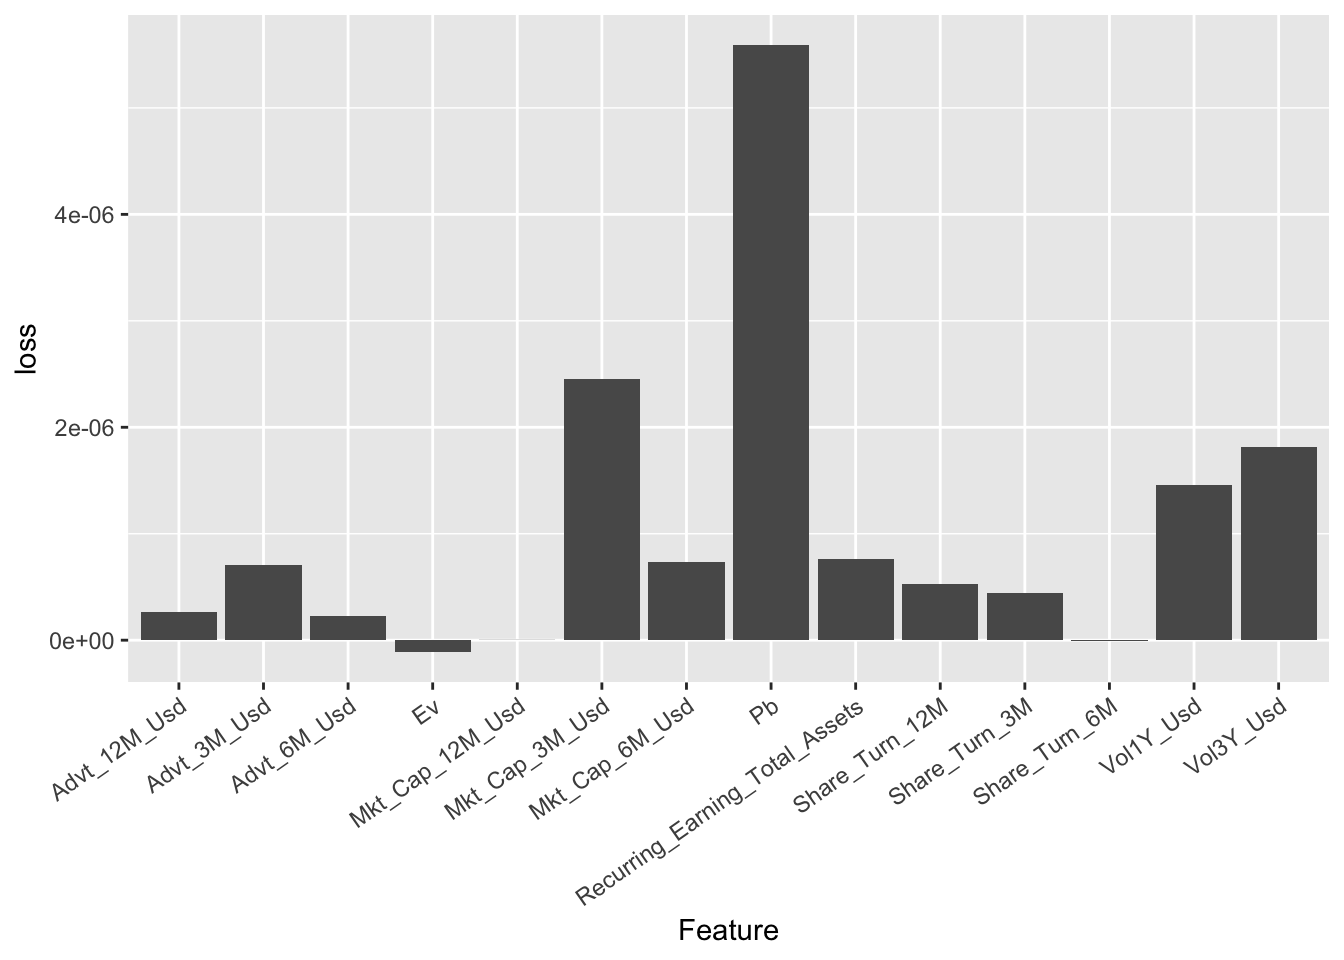 4e-06
2e-06
0e+00
loss
Advt_12M_Usd
Advt_3M_Usd
Advt_6M_Usd
Ev
Mkt_Cap_12M_Usd
Mkt_Cap_3M_Usd
Mkt_Cap_6M_Usd
Pb
Recurring_Earning_Total_Assets
Share_Turn_12M
Share_Turn_3M
Share_Turn_6M
Vol1Y_Usd
Vol3Y_Usd
Feature